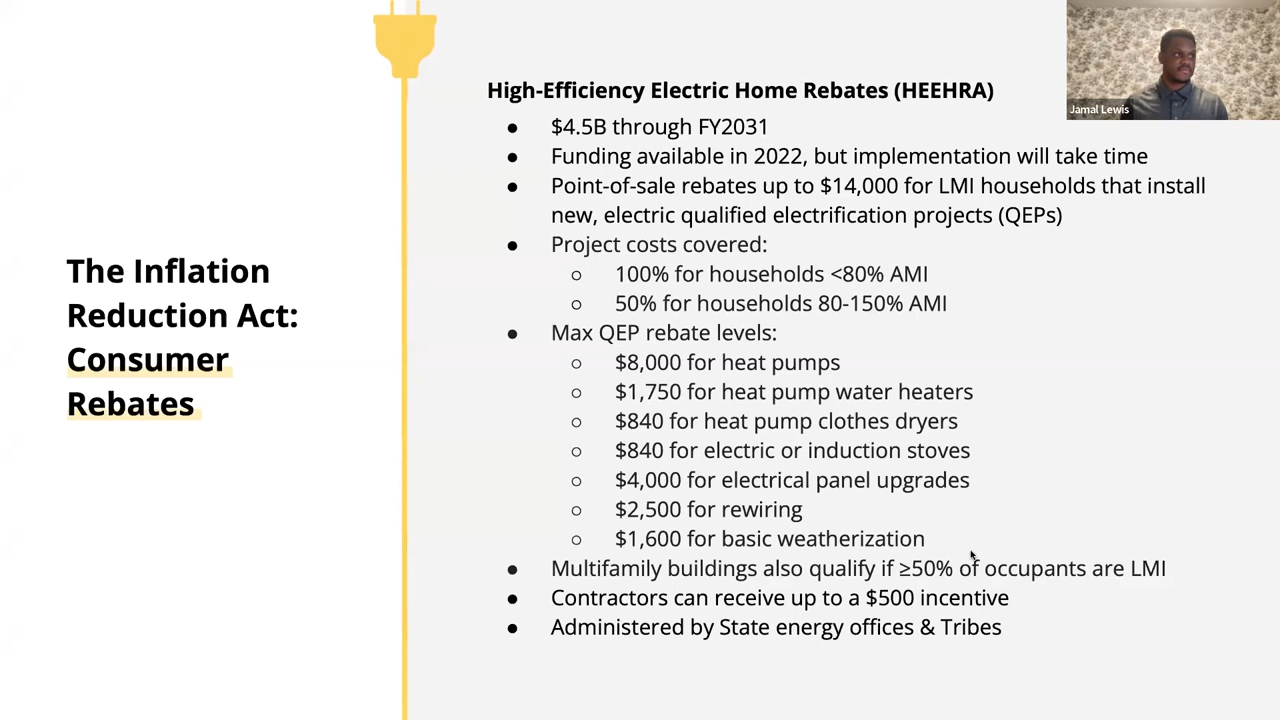 The Inflation
Reduction Act:
Consumer
Rebates
High-Efficiency Electric Home Rebates (HEEHRA)
● $4.5B through FY2031
● Funding available in 2022, but implementation will take time
● Point-of-sale rebates up to $14,000 for LMI households that install
new, electric qualified electrification projects (QEPs)
● Project costs covered:
○ 100% for households <80% AMI
○ 50% for households 80-150% AMI
● Max QEP rebate levels:
○ $8,000 for heat pumps
○ $1,750 for heat pump water heaters
○ $840 for heat pump clothes dryers
○ $840 for electric or induction stoves
○ $4,000 for electrical panel upgrades
○ $2,500 for rewiring
○ $1,600 for basic weatherization
● Multifamily buildings also qualify if ≥50% of occupants are LMI
● Contractors can receive up to a $500 incentive
● Administered by State energy offices & Tribes
Jamal Lewis